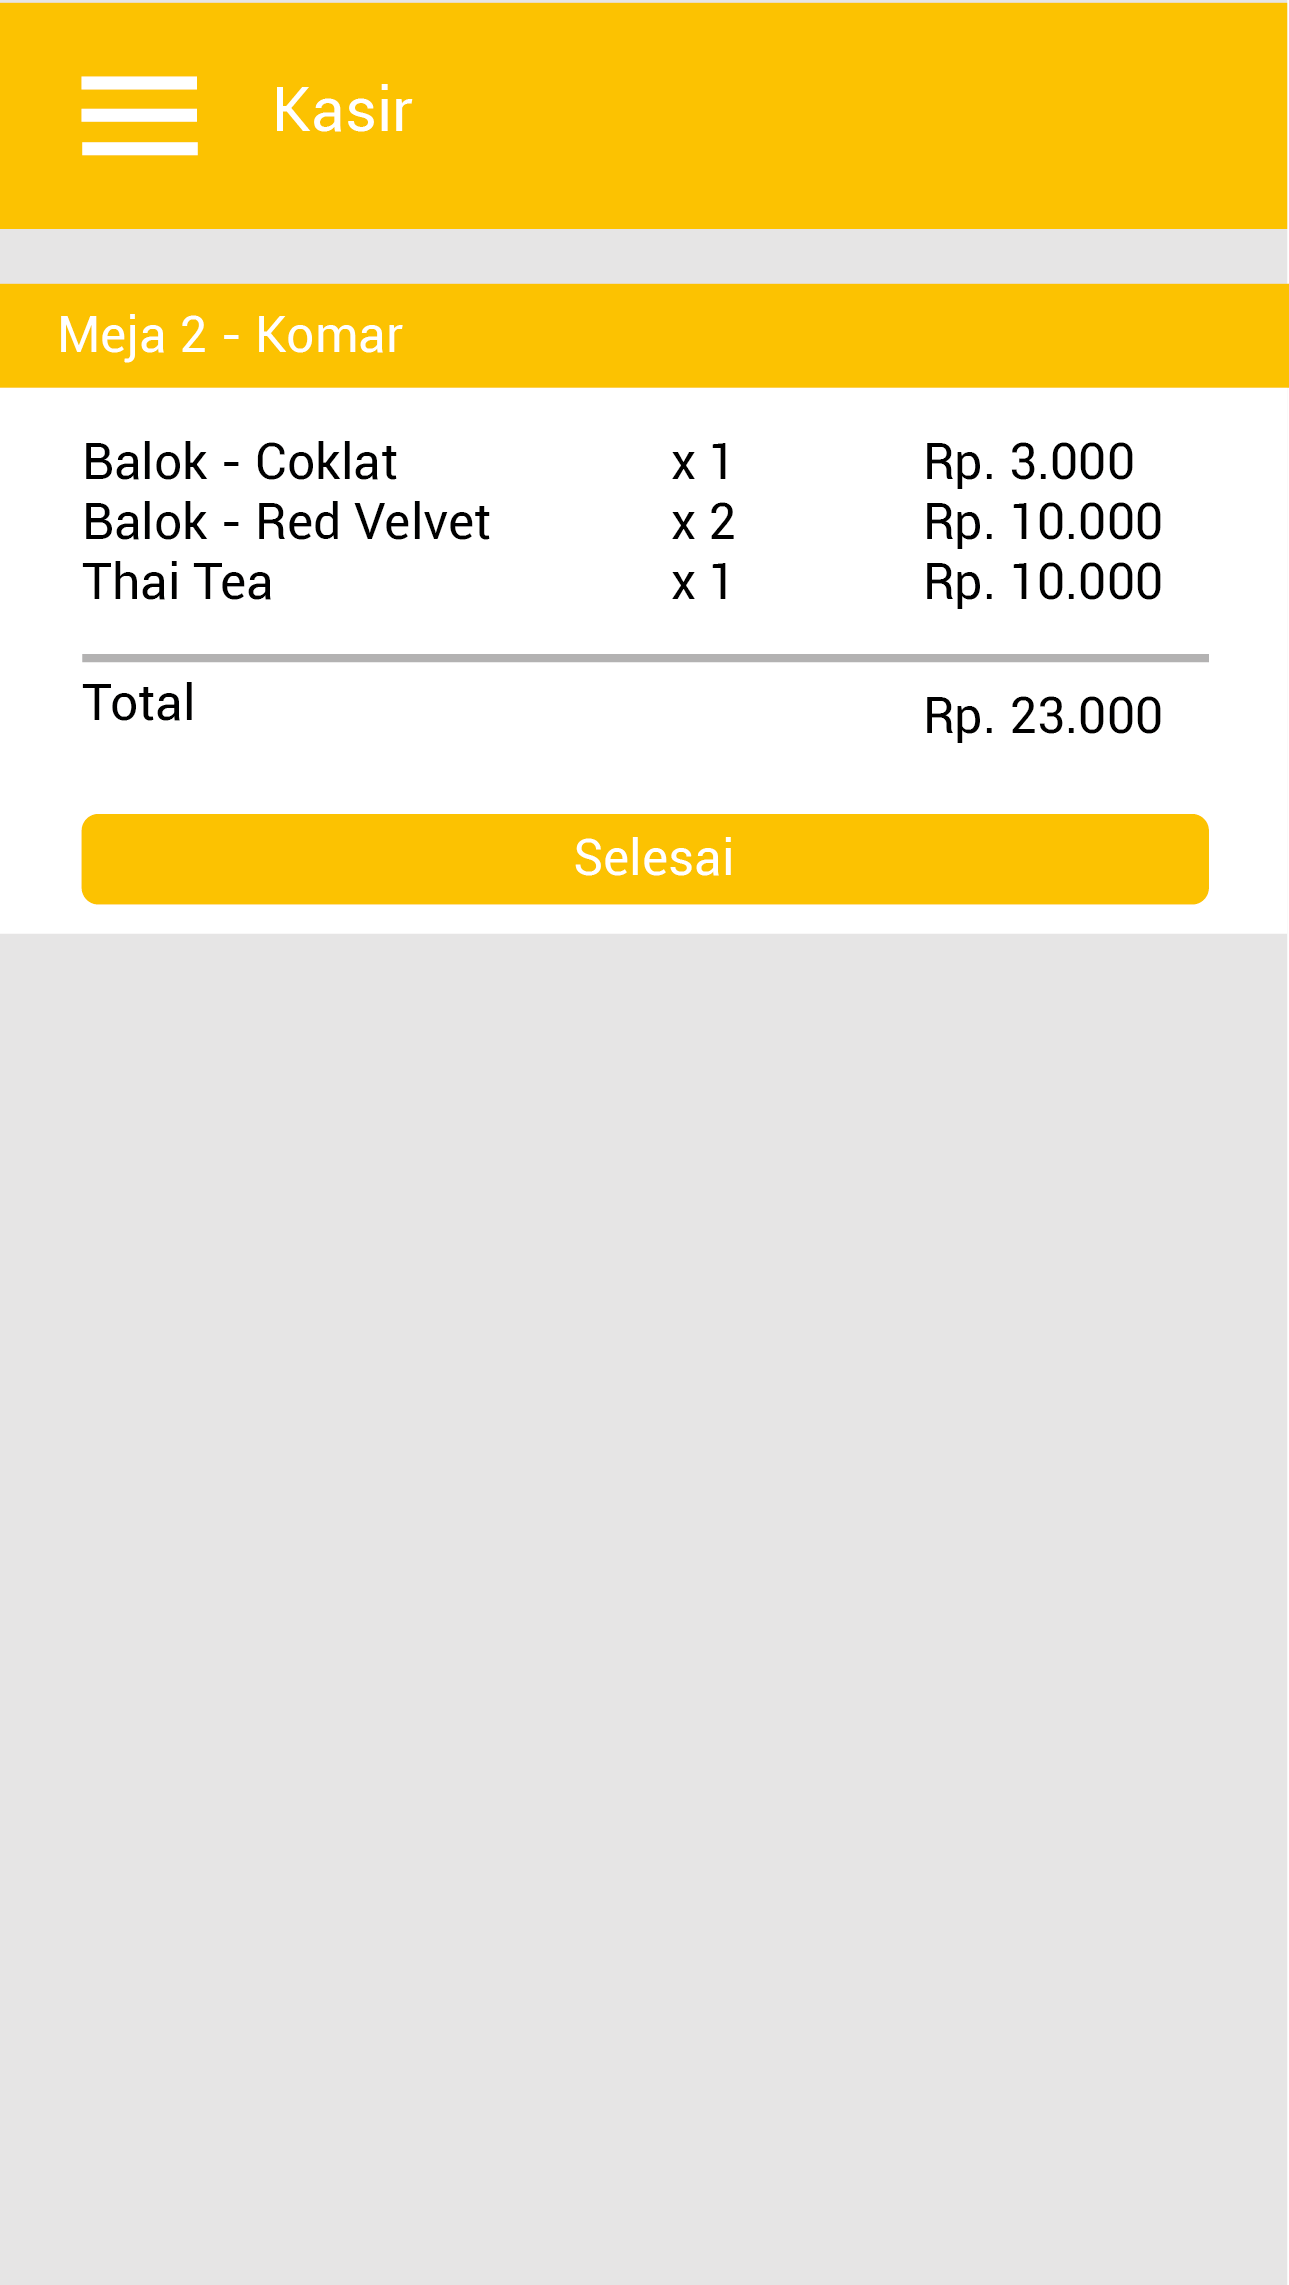 Kasir
Meja 2 - Komar
Balok - Coklat x 1 Rp. 3.000
Balok - Red Velvet x 2 Rp. 10.000
Thai Tea x 1 Rp. 10.000
Total Rp. 23.000
Selesai